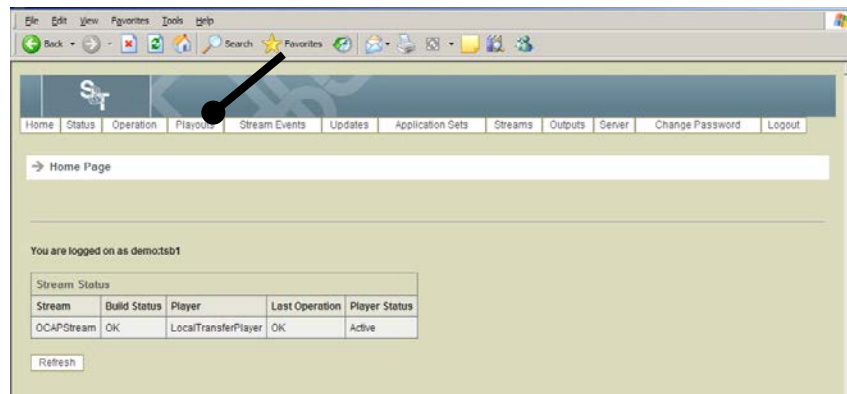 File Edit View Favorites Tools Help
Back Search Favorites
S&T
Home Status Operation Playouts Stream Events Updates Application Sets Streams Outputs Server Change Password Logout
Home Page
You are logged on as demo:tsb1
Stream Status
Stream Build Status Player Last Operation Player Status
OCAPStream OK LocalTransferPlayer OK Active
Refresh